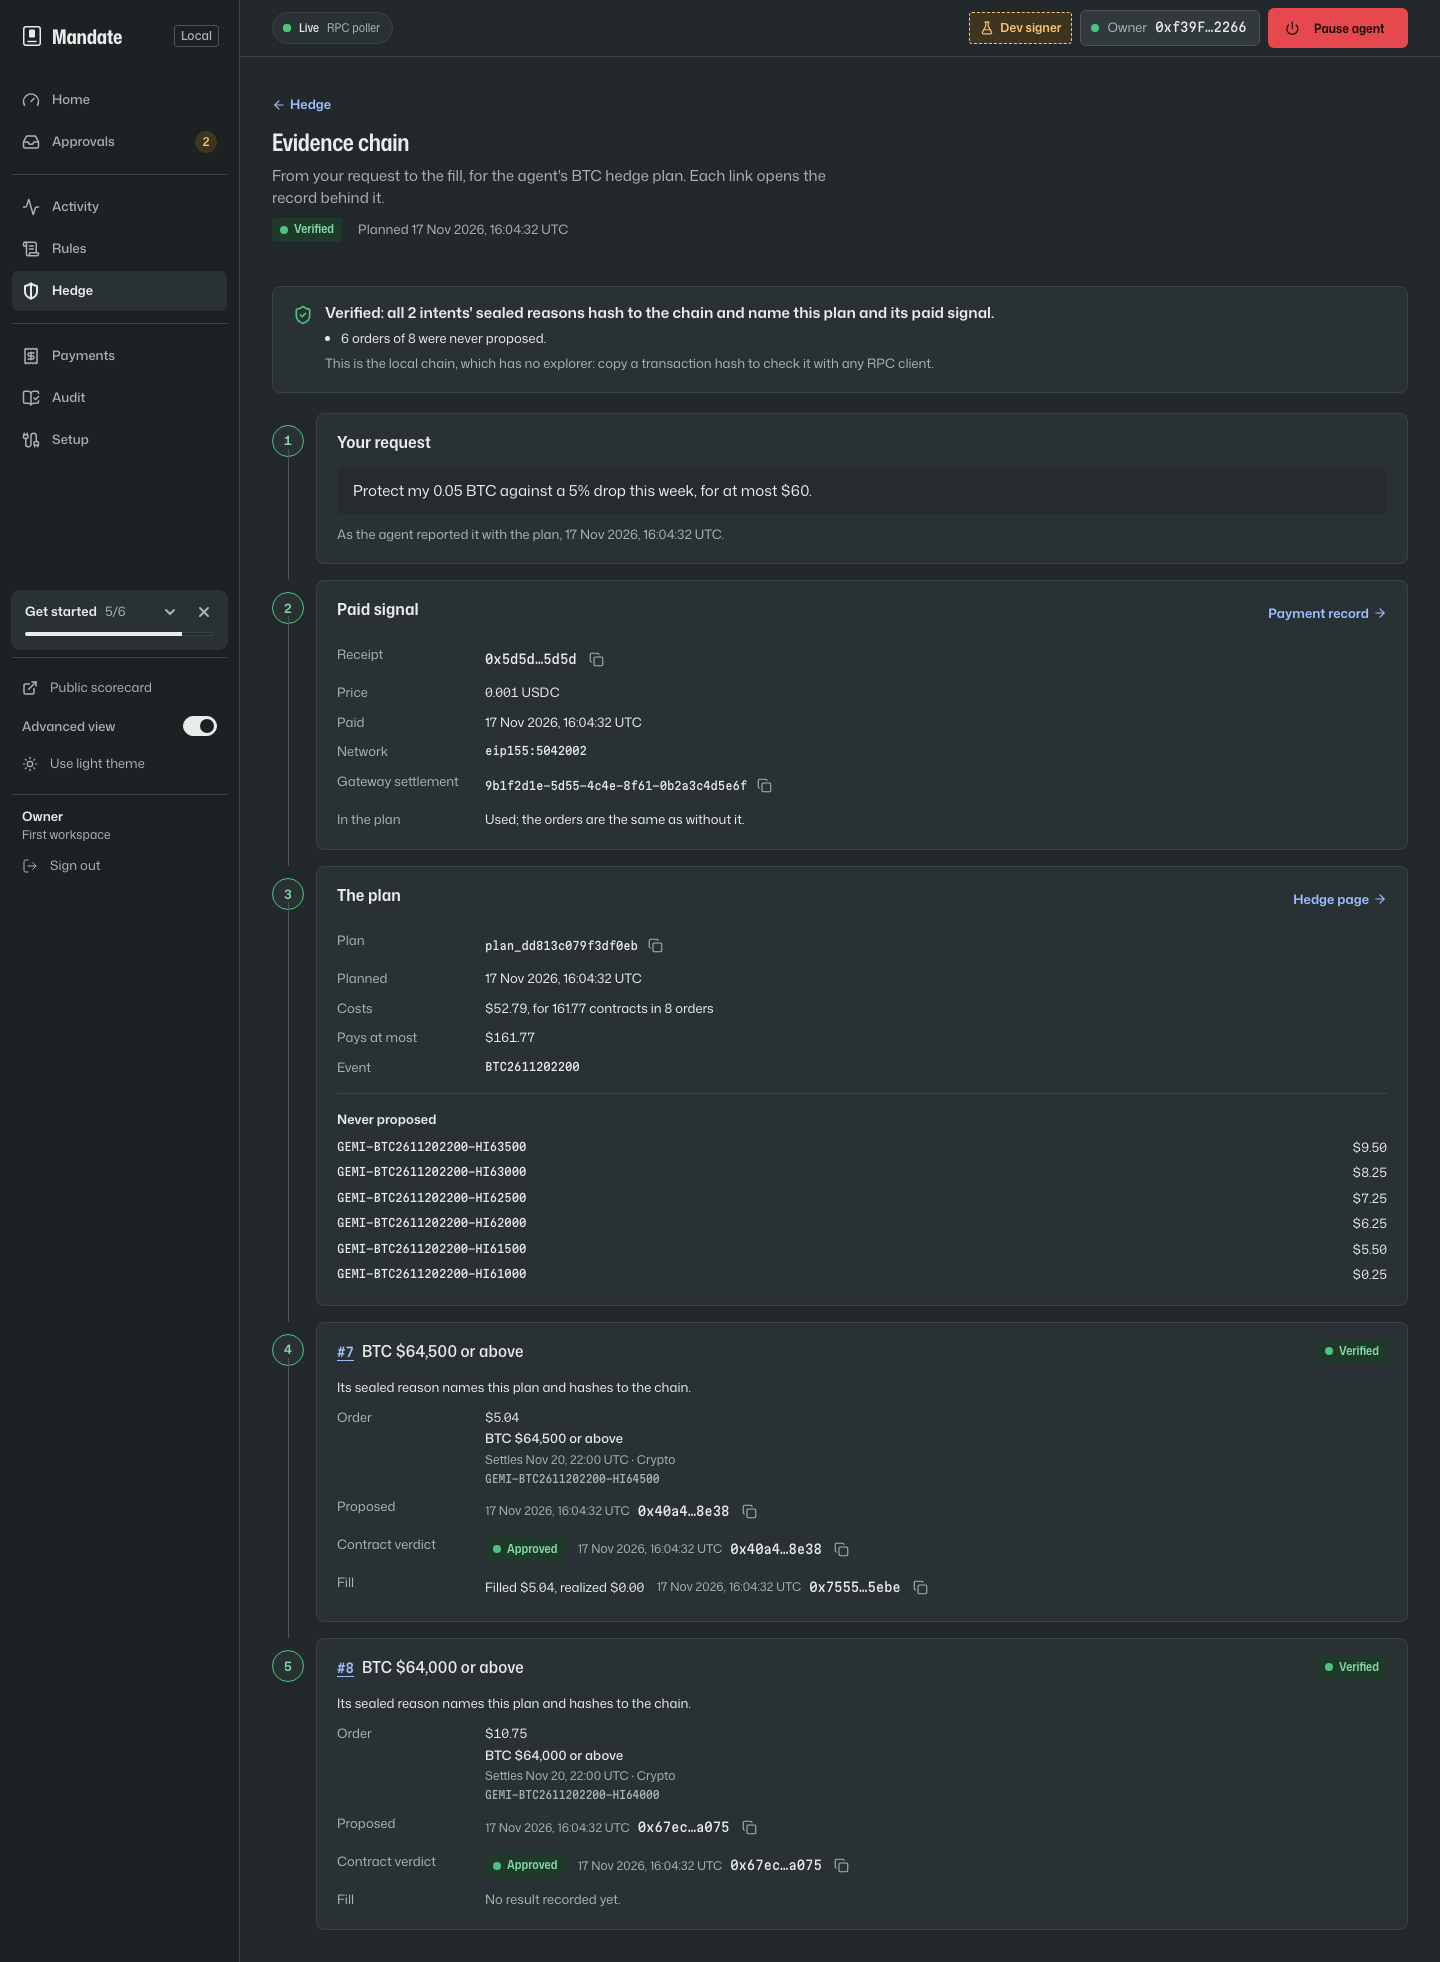 Mandate
Local
Home
Approvals
2
Activity
Rules
Hedge
Payments
Audit
Setup
Get started 5/6
Public scorecard
Advanced view
Use light theme
Owner
First workspace
Sign out
Live RPC poller
Dev signer
Owner 0xf39F…2266
Pause agent
Hedge
Evidence chain
From your request to the fill, for the agent's BTC hedge plan. Each link opens the
record behind it.
Verified
Planned 17 Nov 2026, 16:04:32 UTC
Verified: all 2 intents' sealed reasons hash to the chain and name this plan and its paid signal.
6 orders of 8 were never proposed.
This is the local chain, which has no explorer: copy a transaction hash to check it with any RPC client.
1
Your request
Protect my 0.05 BTC against a 5% drop this week, for at most $60.
As the agent reported it with the plan, 17 Nov 2026, 16:04:32 UTC.
2
Paid signal
Payment record
Receipt 0x5d5d…5d5d
Price 0.001 USDC
Paid 17 Nov 2026, 16:04:32 UTC
Network eip155:5042002
Gateway settlement 9b1f2d1e-5d55-4c4e-8f61-0b2a3c4d5e6f
In the plan Used; the orders are the same as without it.
3
The plan
Hedge page
Plan plan_dd813c079f3df0eb
Planned 17 Nov 2026, 16:04:32 UTC
Costs $52.79, for 161.77 contracts in 8 orders
Pays at most $161.77
Event BTC2611202200
Never proposed
GEMI-BTC2611202200-HI63500 $9.50
GEMI-BTC2611202200-HI63000 $8.25
GEMI-BTC2611202200-HI62500 $7.25
GEMI-BTC2611202200-HI62000 $6.25
GEMI-BTC2611202200-HI61500 $5.50
GEMI-BTC2611202200-HI61000 $0.25
4
#7 BTC $64,500 or above
Verified
Its sealed reason names this plan and hashes to the chain.
Order $5.04
BTC $64,500 or above
Settles Nov 20, 22:00 UTC · Crypto
GEMI-BTC2611202200-HI64500
Proposed 17 Nov 2026, 16:04:32 UTC 0x40a4…8e38
Contract verdict Approved 17 Nov 2026, 16:04:32 UTC 0x40a4…8e38
Fill Filled $5.04, realized $0.00 17 Nov 2026, 16:04:32 UTC 0x7555…5ebe
5
#8 BTC $64,000 or above
Verified
Its sealed reason names this plan and hashes to the chain.
Order $10.75
BTC $64,000 or above
Settles Nov 20, 22:00 UTC · Crypto
GEMI-BTC2611202200-HI64000
Proposed 17 Nov 2026, 16:04:32 UTC 0x67ec…a075
Contract verdict Approved 17 Nov 2026, 16:04:32 UTC 0x67ec…a075
Fill No result recorded yet.